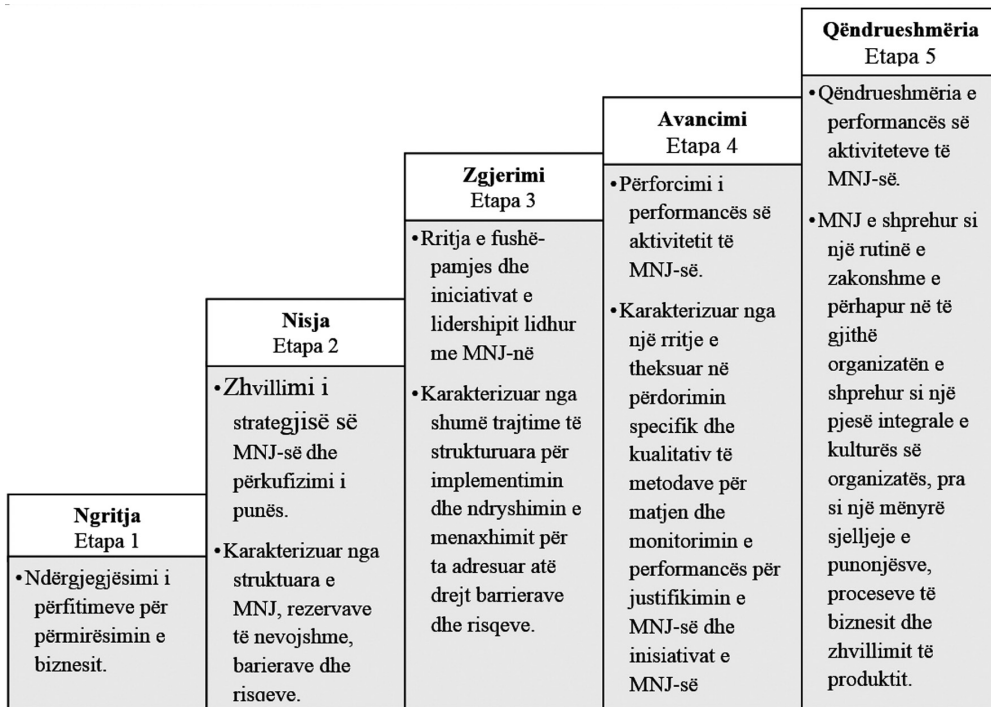 Ngritja
Etapa 1
•Ndërgjegjësimi i
përfitimeve për
përmirësimin e
biznesit.
Nisja
Etapa 2
•Zhvillimi i
strategjisë së
MNJ-së dhe
përkufizimi i
punës.
•Karakterizuar nga
struktuara e
MNJ, rezervave
të nevojshme,
barierave dhe
risqeve.
Zgjerimi
Etapa 3
•Rritja e fushë-
pamjes dhe
iniciativat e
lidershipit lidhur
me MNJ-në
•Karakterizuar nga
shumë trajtime të
strukturuara për
implementimin
dhe ndryshimin e
menaxhimit për
ta adresuar atë
drejt barrierave
dhe risqeve.
Avancimi
Etapa 4
•Përforcimi i
performancës së
aktivitetit të
MNJ-së.
•Karakterizuar nga
një rritje e
theksuar në
përdorimin
specifik dhe
kualitativ të
metodave për
matjen dhe
monitorimin e
performancës për
justifikimin e
MNJ-së dhe
inisiativat e
MNJ-së
Qëndrueshmëria
Etapa 5
•Qëndrueshmëria e
performancës së
aktiviteteve të
MNJ-së.
•MNJ e shprehur si
një rutinë e
zakonshme e
përhapur në të
gjithë
organizatën e
shprehur si një
pjesë integrale e
kulturës së
organizatës, pra
si një mënyrë
sjelljeje e
punonjësve,
proceseve të
biznesit dhe
zhvillimit të
produktit.